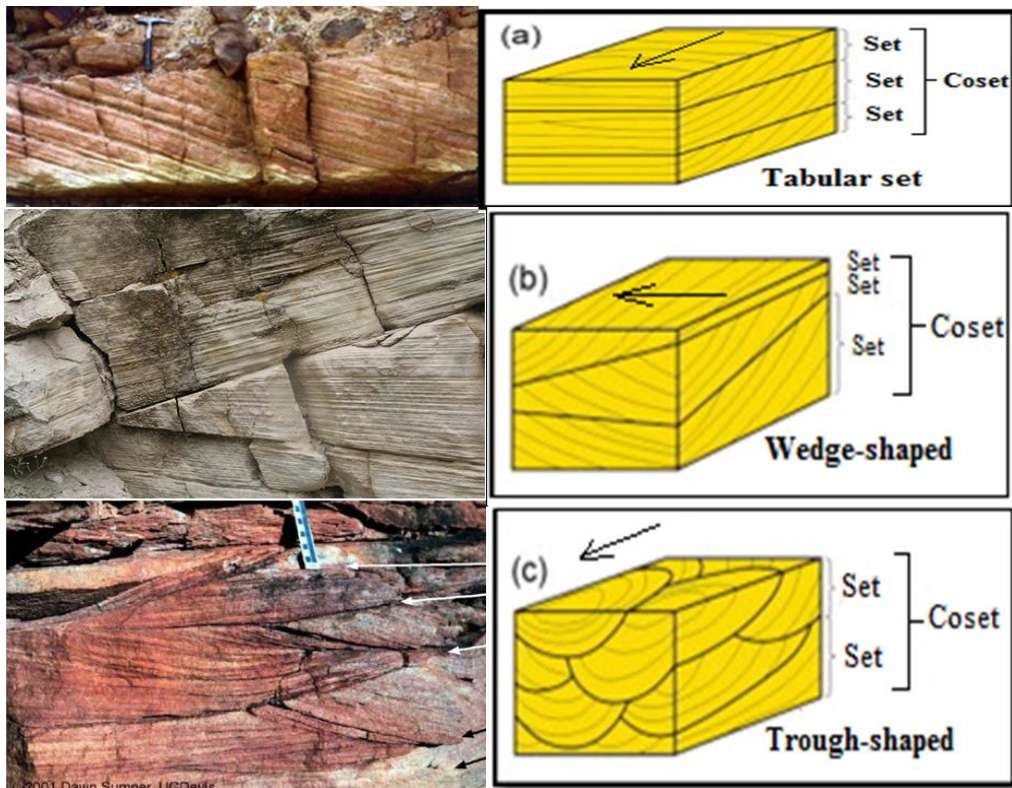 (a)
Set
Set
Set
Coset
Tabular set
(b)
Set
Set
Set
Coset
Wedge-shaped
(c)
Set
Set
Coset
Trough-shaped
2001 Dawn Sumner, UCDavis